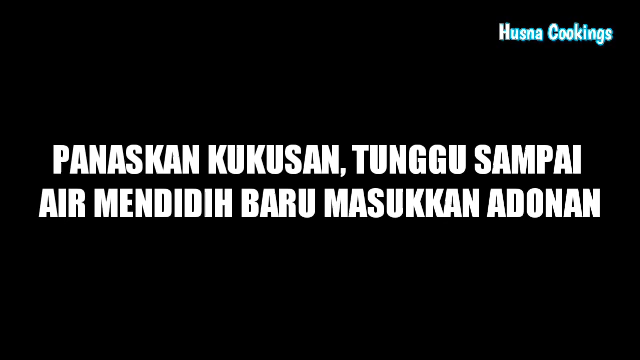 Husna Cookings
PANASKAN KUKUSAN, TUNGGU SAMPAI
AIR MENDIDIH BARU MASUKKAN ADONAN